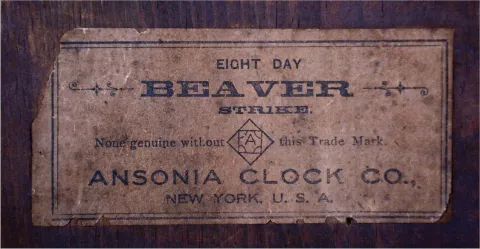 EIGHT DAY
BEAVER
STRIKE.
None genuine without A this Trade Mark.
ANSONIA CLOCK CO.,
NEW YORK, U. S. A.